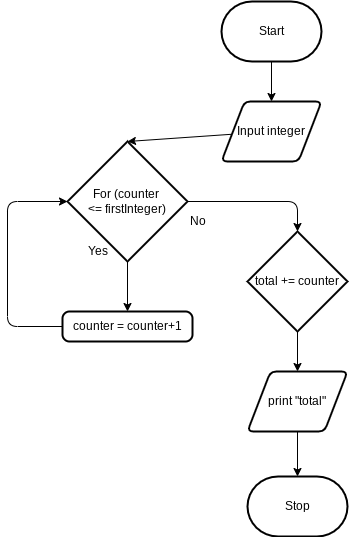 Start
Input integer
For (counter
<= firstInteger)
No
Yes
total += counter
counter = counter+1
print "total"
Stop